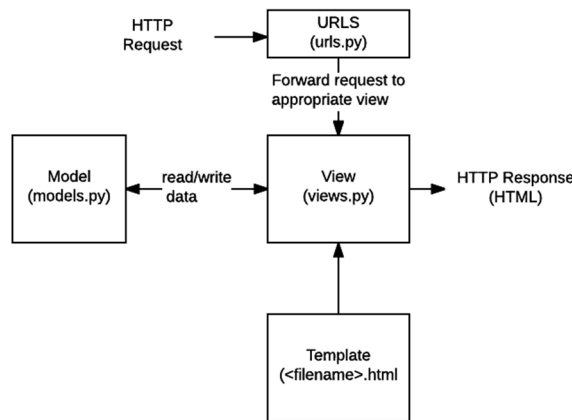 HTTP
Request
URLS
(urls.py)
Forward request to
appropriate view
Model
(models.py)
read/write
data
View
(views.py)
HTTP Response
(HTML)
Template
(<filename>.html